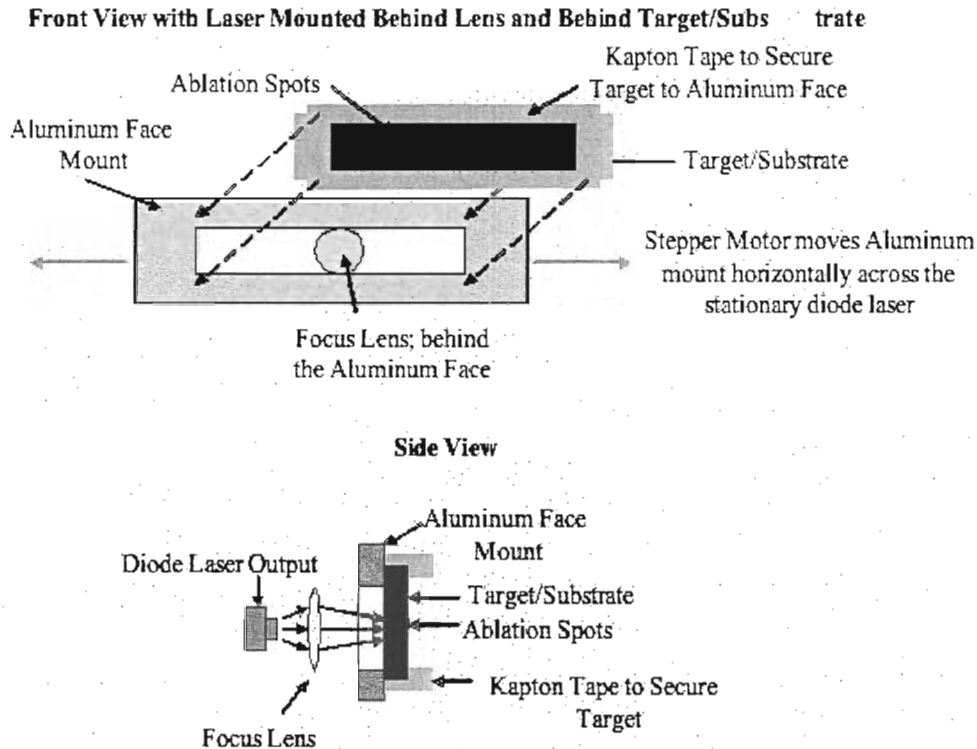 Front View with Laser Mounted Behind Lens and Behind Target/Subs trate
Kapton Tape to Secure
Target to Aluminum Face
Ablation Spots
Aluminum Face
Mount
Target/Substrate
Stepper Motor moves Aluminum
mount horizontally across the
stationary diode laser
Focus Lens; behind
the Aluminum Face
Side View
Aluminum Face
Mount
Diode Laser Output
Target/Substrate
Ablation Spots
Kapton Tape to Secure
Target
Focus Lens